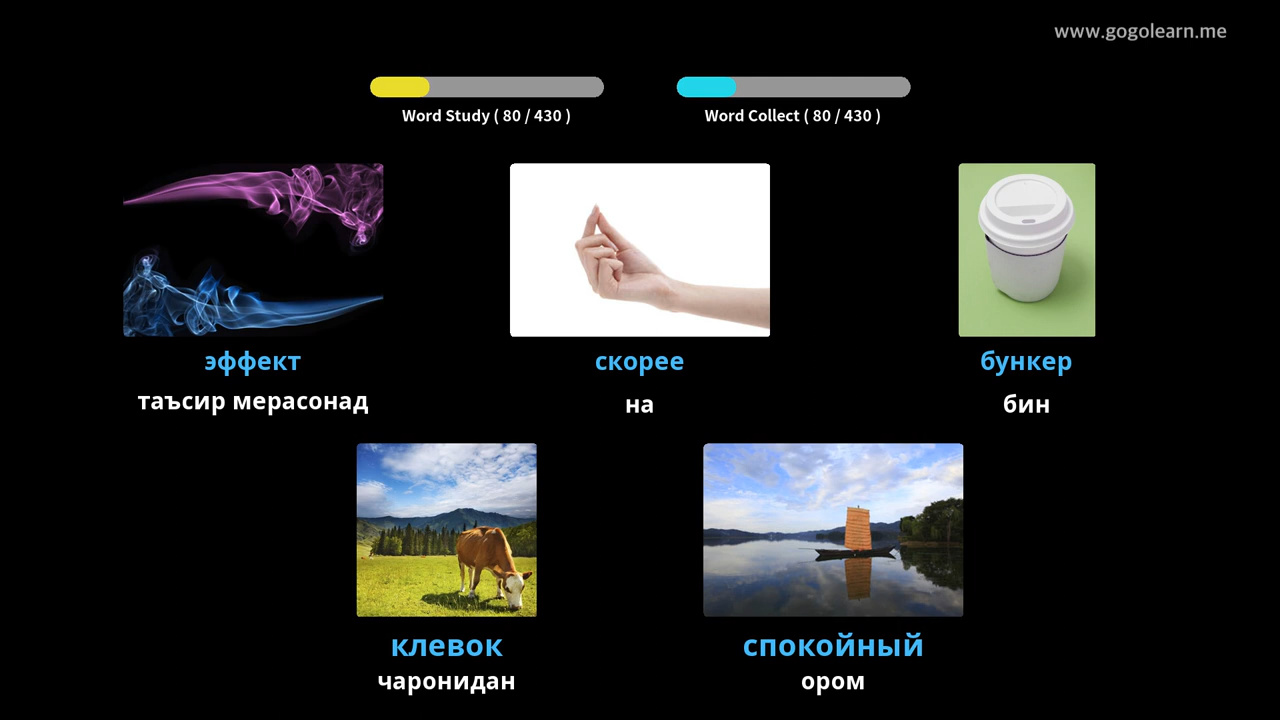 www.gogolearn.me
Word Study ( 80 / 430 )
Word Collect ( 80 / 430 )
эффект
таъсир мерасонад
скорее
на
бункер
бин
клевок
чаронидан
спокойный
ором